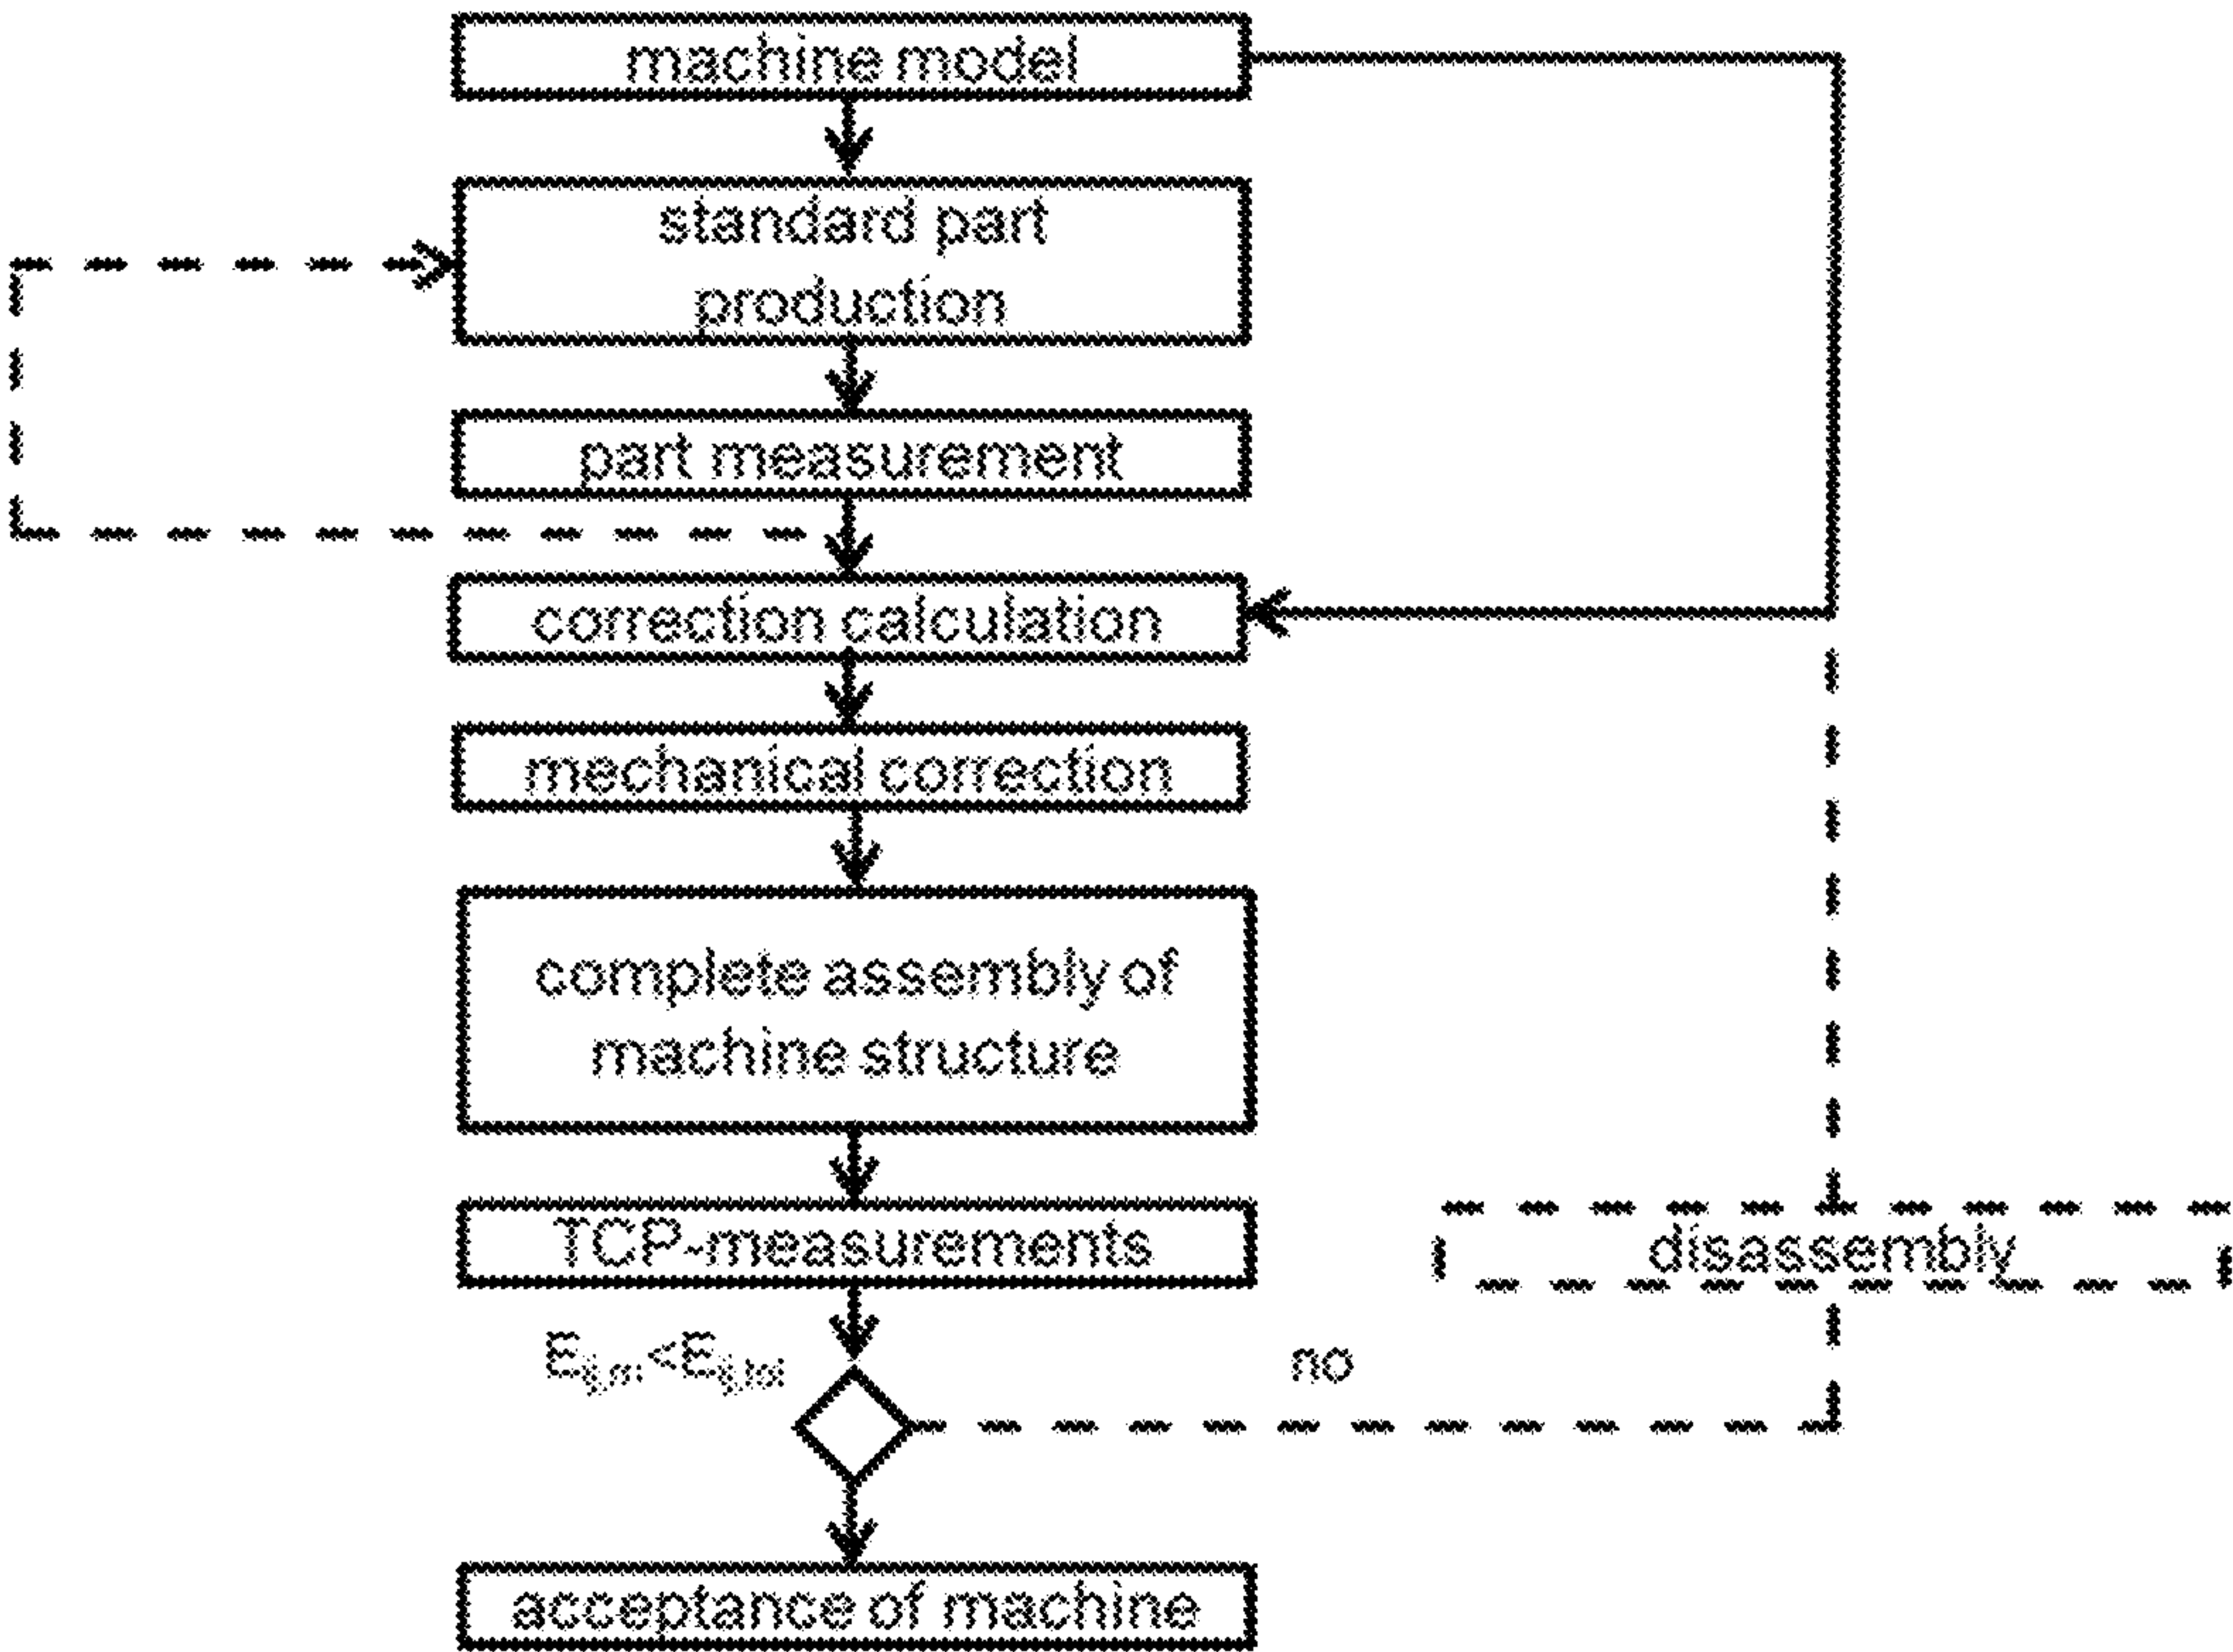 machine model
standard part
production
part measurement
correction calculation
mechanical correction
complete assembly of
machine structure
TCP-measurements
disassembly
no
acceptance of machine